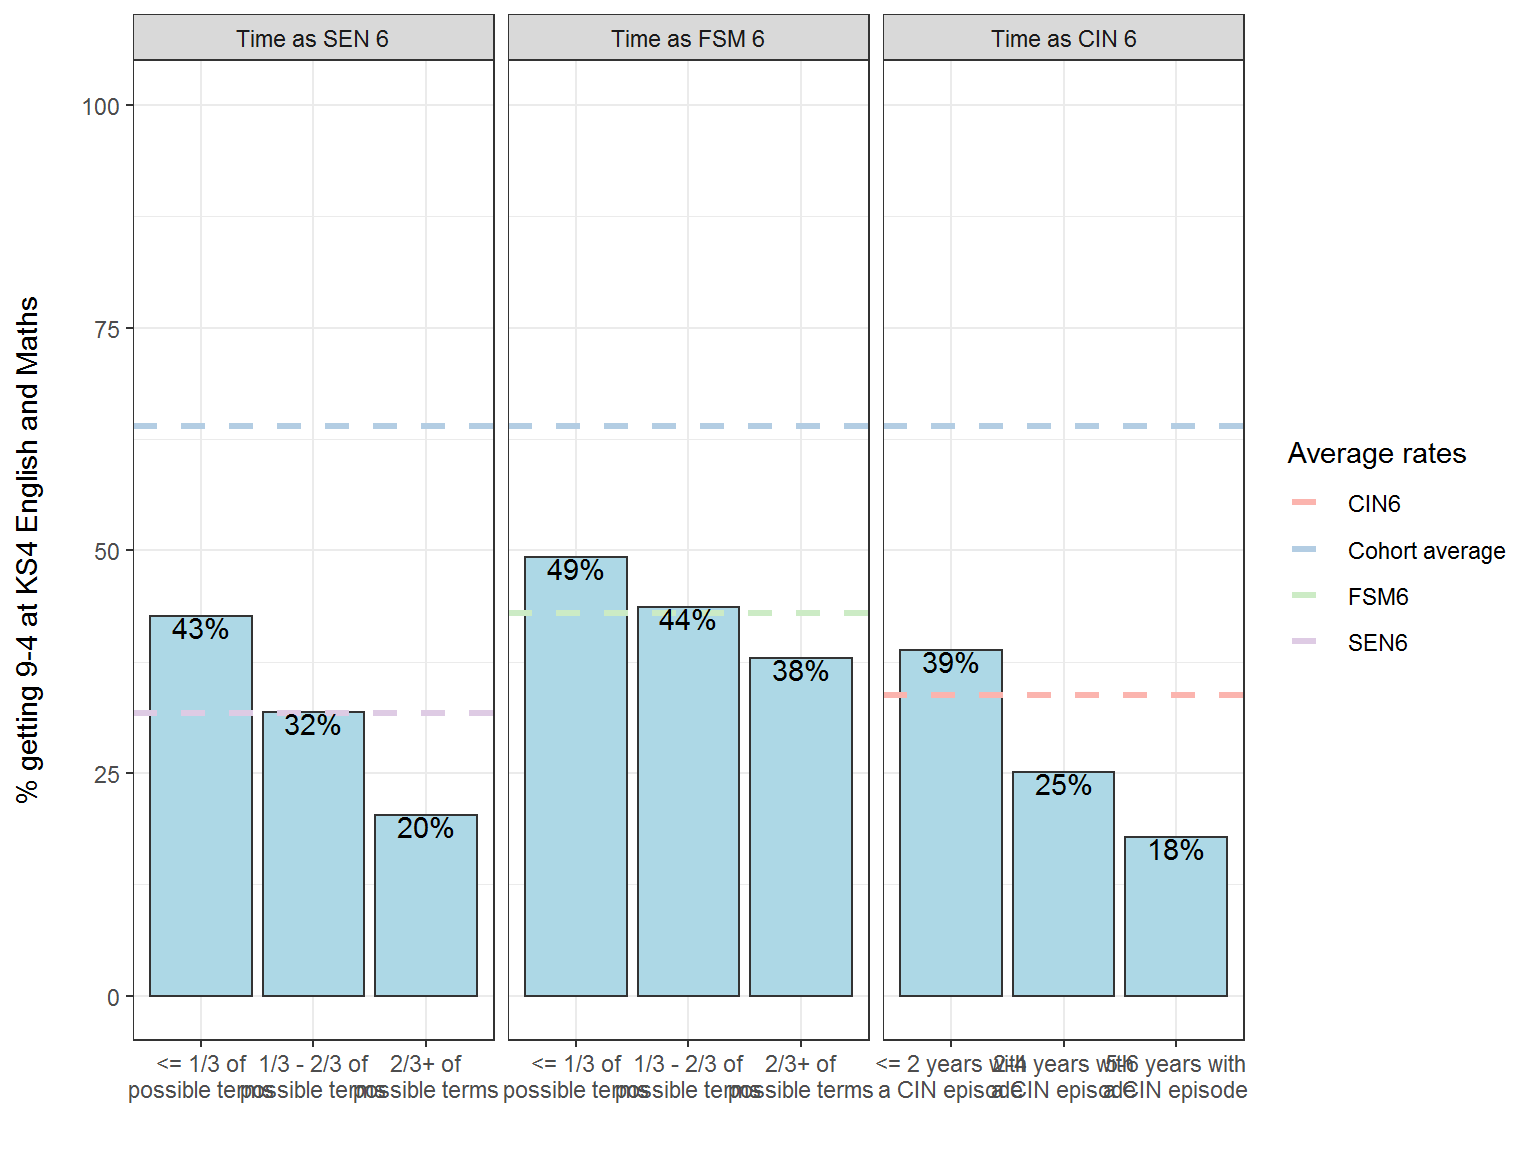 Time as SEN 6
Time as FSM 6
Time as CIN 6
% getting 9-4 at KS4 English and Maths
100
75
50
25
0
43%
32%
20%
49%
44%
38%
39%
25%
18%
<= 1/3 of
possible terms
1/3 - 2/3 of
possible terms
2/3+ of
possible terms
<= 1/3 of
possible terms
1/3 - 2/3 of
possible terms
2/3+ of
possible terms
<= 2 years with
a CIN episode
2-4 years with
a CIN episode
5-6 years with
a CIN episode
Average rates
CIN6
Cohort average
FSM6
SEN6